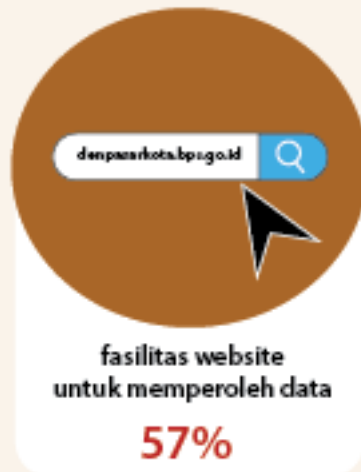 denpasarkota.bps.go.id
fasilitas website
untuk memperoleh data
57%